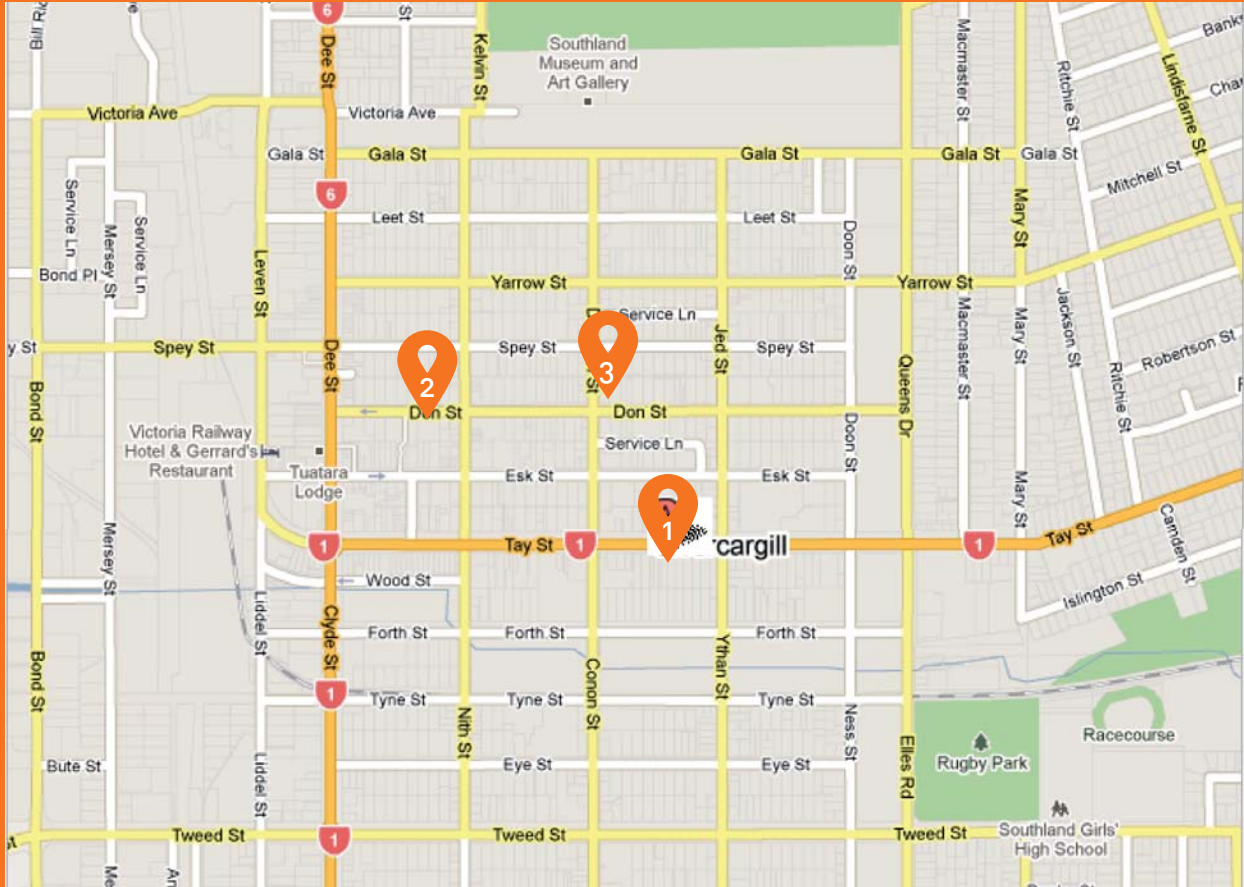 6
St
Bill Rd
Dee St
Kelvin St
Southland
Museum and
Art Gallery
Macmaster St
Ritchie St
Lindisfarne St
Victoria Ave
Victoria Ave
Gala St
Gala St
Gala St
Gala St
Gala St
Mitchell St
6
Service Ln
Mersey St
Service Ln
Leven St
Leet St
Leet St
Doon St
Mary St
Bond Pl
Yarrow St
Yarrow St
Service Ln
Macmaster St
Mary St
Jackson St
Spey St
Dee St
Spey St
Jed St
Spey St
Queens Dr
Robertson St
Ritchie St
2
3
Bond St
Don St
Don St
Doon St
Victoria Railway
Hotel & Gerrard's
Restaurant
Tuatara
Lodge
Service Ln
Esk St
Esk St
Mary St
1
Mersey St
1
Tay St
1
cargill
1
Tay St
Camden St
Wood St
Islington St
Liddel St
Clyde St
Forth St
Forth St
Forth St
Bond St
Conon St
Ythan St
1
Tyne St
Tyne St
Tyne St
Nith St
Ness St
Elles Rd
Racecourse
Rugby Park
Bute St
Liddel St
Eye St
Eye St
Tweed St
1
Tweed St
Tweed St
Southland Girls'
High School